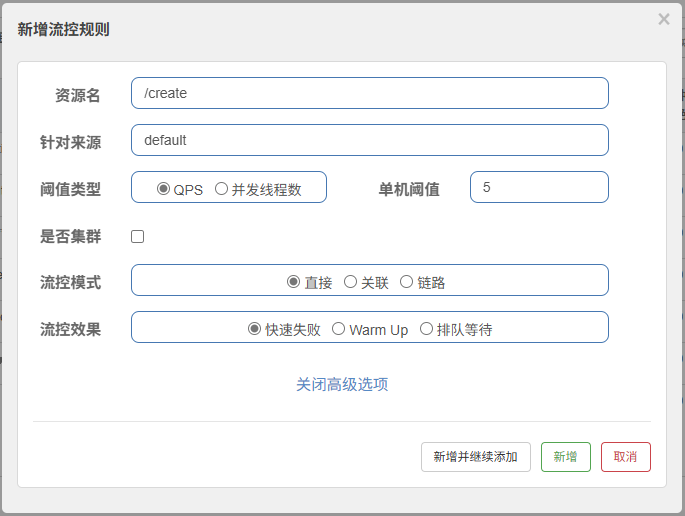 新增流控规则
×
资源名 /create
针对来源 default
阈值类型 QPS 并发线程数 单机阈值 5
是否集群
流控模式 直接 关联 链路
流控效果 快速失败 Warm Up 排队等待
关闭高级选项
新增并继续添加 新增 取消